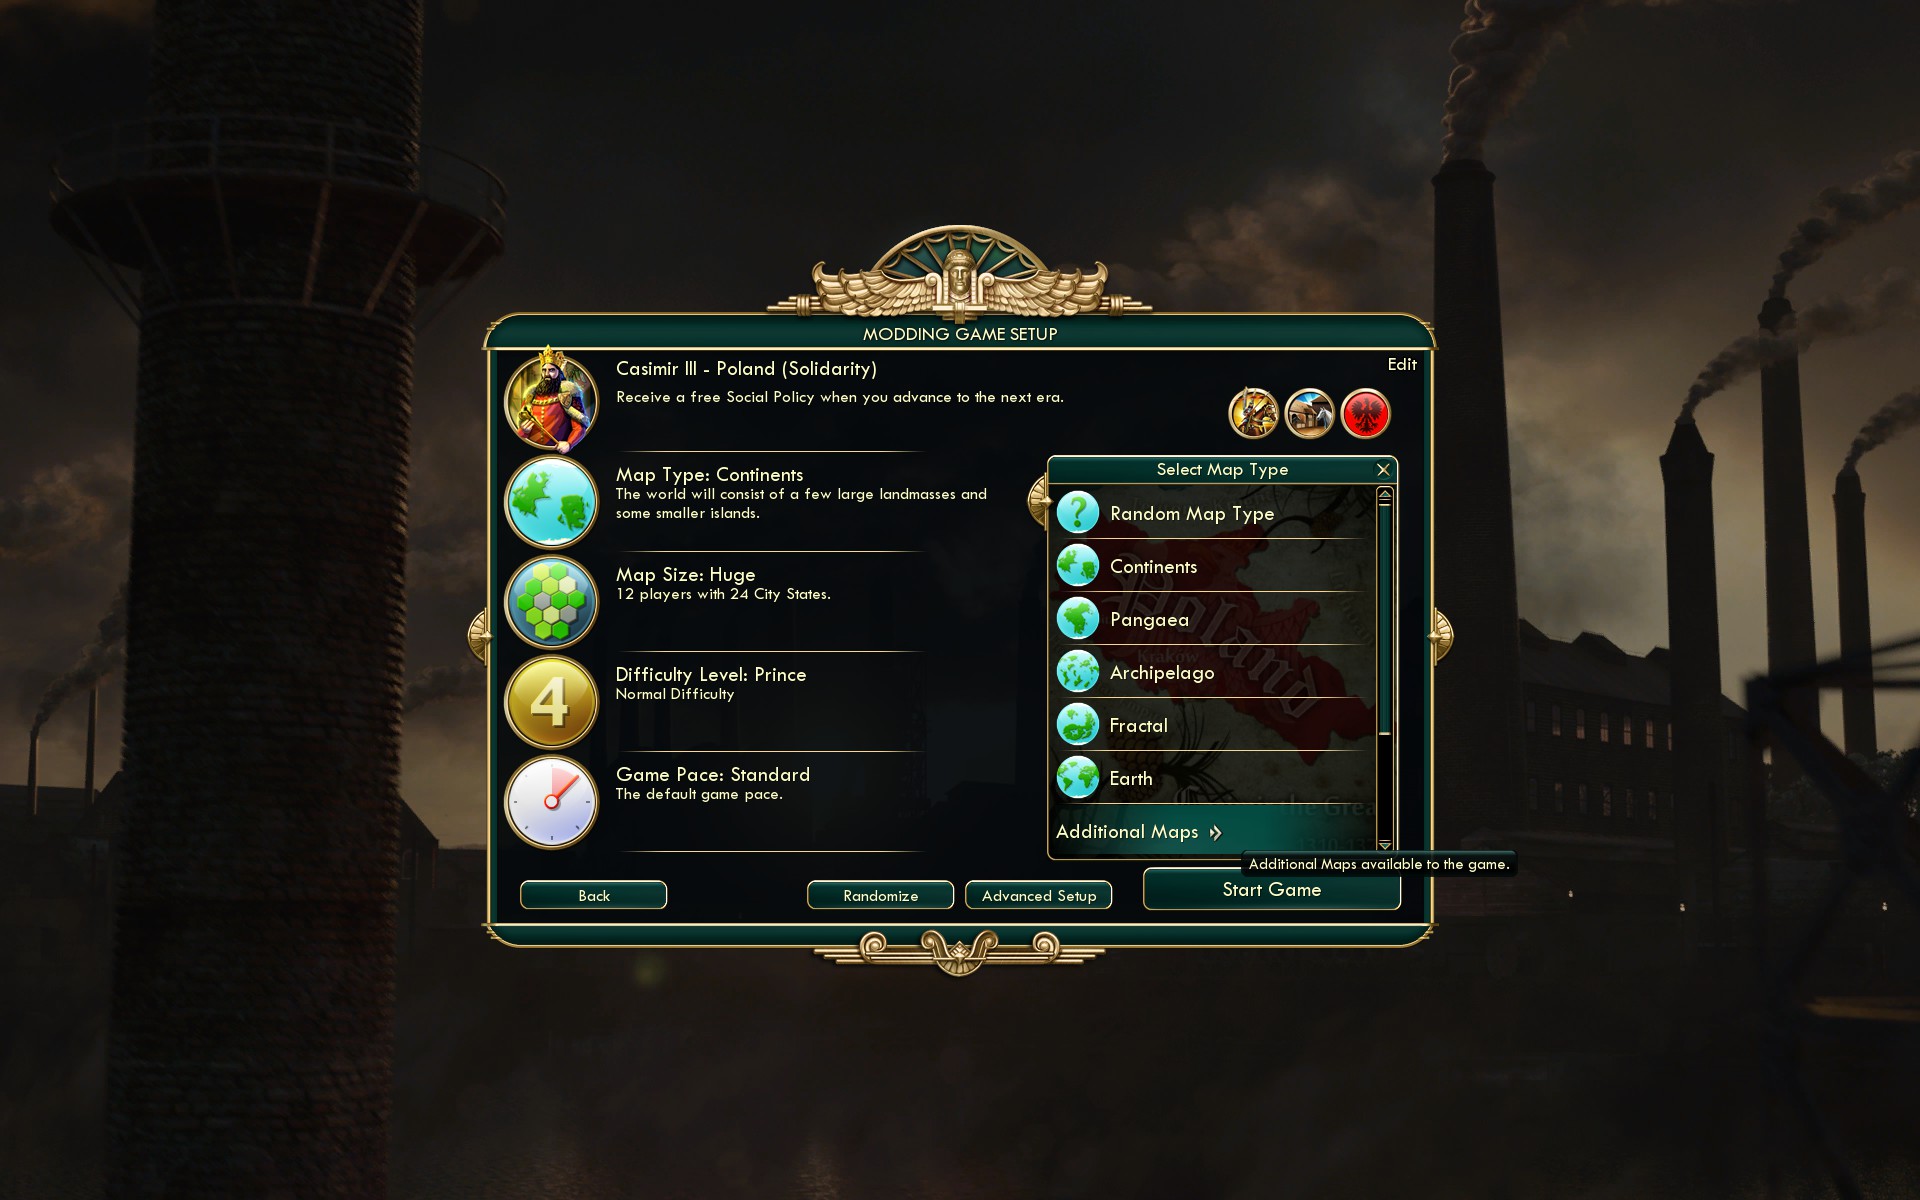 MODDING GAME SETUP
Casimir III - Poland (Solidarity)
Edit
Receive a free Social Policy when you advance to the next era.
Map Type: Continents
The world will consist of a few large landmasses and
some smaller islands.
Map Size: Huge
12 players with 24 City States.
4
Difficulty Level: Prince
Normal Difficulty
Game Pace: Standard
The default game pace.
Select Map Type
?
Random Map Type
Continents
Pangaea
Archipelago
Fractal
Earth
Additional Maps
Poland
Krakow
the Grea
Additional Maps available to the game.
Back
Randomize
Advanced Setup
Start Game